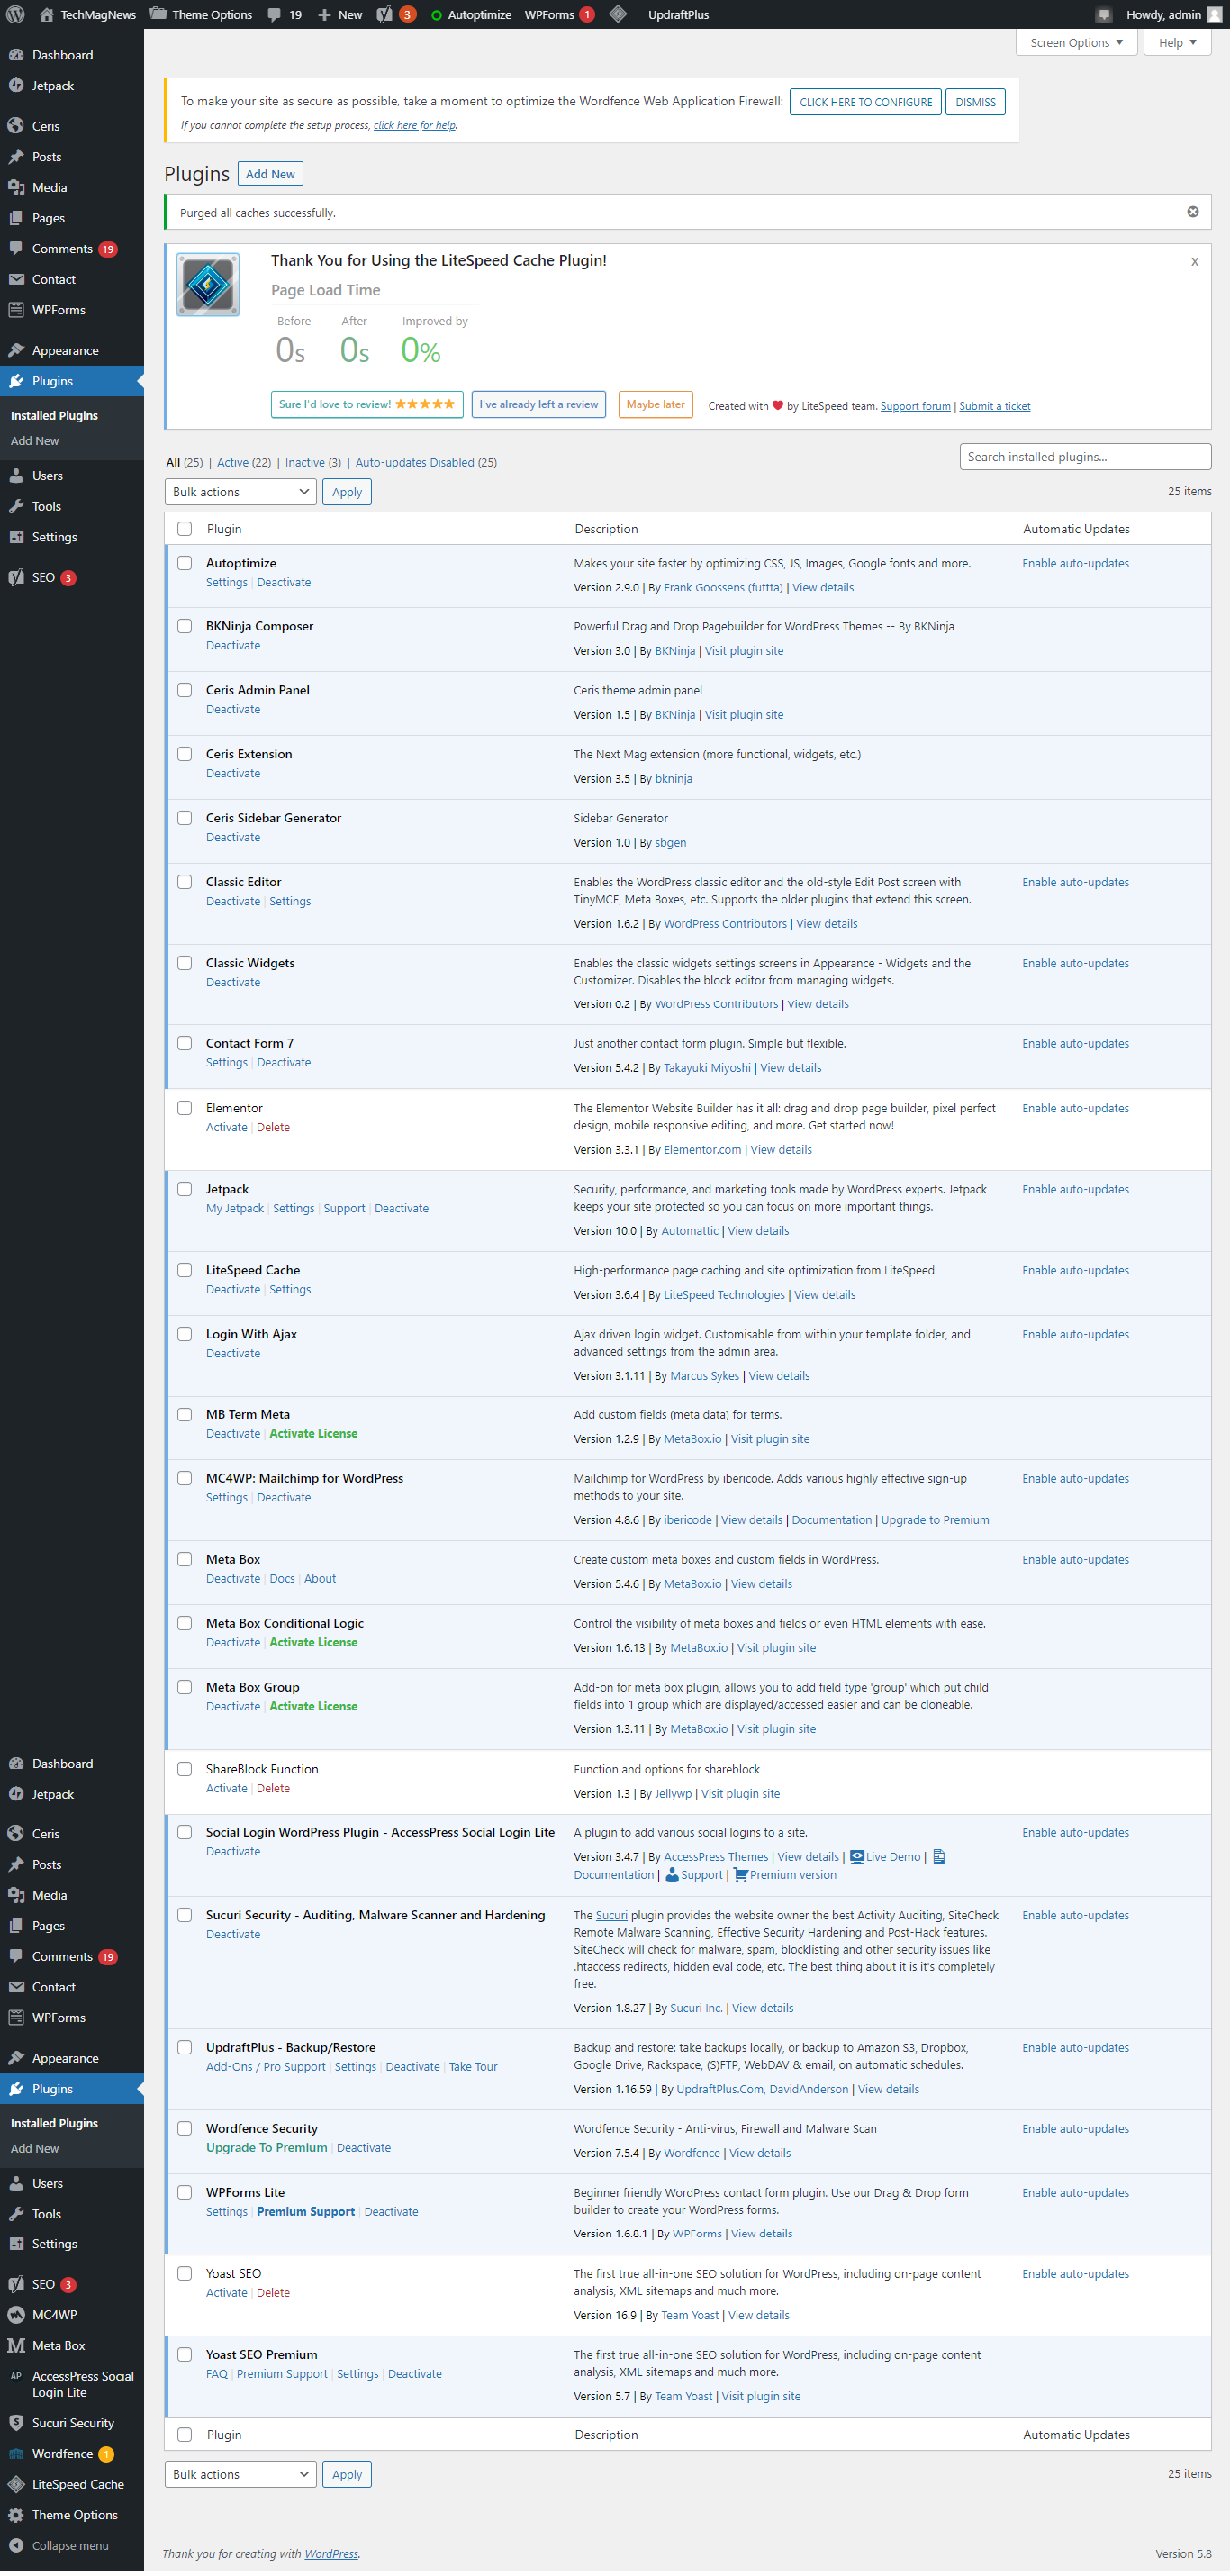 TechMagNews Theme Options 19 New 3 Autoptimize WPForms 1 UpdraftPlus Howdy, admin
Screen Options Help
Dashboard
Jetpack
Ceris
Posts
Media
Pages
Comments 19
Contact
WPForms
Appearance
Plugins
Installed Plugins
Add New
Users
Tools
Settings
SEO 3
To make your site as secure as possible, take a moment to optimize the Wordfence Web Application Firewall: CLICK HERE TO CONFIGURE DISMISS
If you cannot complete the setup process, click here for help.
Plugins Add New
Purged all caches successfully.
Thank You for Using the LiteSpeed Cache Plugin! X
Page Load Time
Before After Improved by
0s 0s 0%
Sure I'd love to review! ★★★★★ I've already left a review Maybe later Created with ❤ by LiteSpeed team. Support forum | Submit a ticket
All (25) | Active (22) | Inactive (3) | Auto-updates Disabled (25)
Search installed plugins...
Bulk actions Apply 25 items
Plugin Description Automatic Updates
Autoptimize Makes your site faster by optimizing CSS, JS, Images, Google fonts and more. Enable auto-updates
Settings | Deactivate
Version 2.9.0 | By Frank Goossens (futtta) | View details
BKNinja Composer Powerful Drag and Drop Pagebuilder for WordPress Themes -- By BKNinja
Deactivate
Version 3.0 | By BKNinja | Visit plugin site
Ceris Admin Panel Ceris theme admin panel
Deactivate
Version 1.5 | By BKNinja | Visit plugin site
Ceris Extension The Next Mag extension (more functional, widgets, etc.)
Deactivate
Version 3.5 | By bkninja
Ceris Sidebar Generator Sidebar Generator
Deactivate
Version 1.0 | By sbgen
Classic Editor Enables the WordPress classic editor and the old-style Edit Post screen with Enable auto-updates
Deactivate | Settings TinyMCE, Meta Boxes, etc. Supports the older plugins that extend this screen.
Version 1.6.2 | By WordPress Contributors | View details
Classic Widgets Enables the classic widgets settings screens in Appearance - Widgets and the Enable auto-updates
Deactivate Customizer. Disables the block editor from managing widgets.
Version 0.2 | By WordPress Contributors | View details
Contact Form 7 Just another contact form plugin. Simple but flexible. Enable auto-updates
Settings | Deactivate
Version 5.4.2 | By Takayuki Miyoshi | View details
Elementor The Elementor Website Builder has it all: drag and drop page builder, pixel perfect Enable auto-updates
Activate | Delete design, mobile responsive editing, and more. Get started now!
Version 3.3.1 | By Elementor.com | View details
Jetpack Security, performance, and marketing tools made by WordPress experts. Jetpack Enable auto-updates
My Jetpack | Settings | Support | Deactivate keeps your site protected so you can focus on more important things.
Version 10.0 | By Automattic | View details
LiteSpeed Cache High-performance page caching and site optimization from LiteSpeed Enable auto-updates
Deactivate | Settings
Version 3.6.4 | By LiteSpeed Technologies | View details
Login With Ajax Ajax driven login widget. Customisable from within your template folder, and Enable auto-updates
Deactivate advanced settings from the admin area.
Version 3.1.11 | By Marcus Sykes | View details
MB Term Meta Add custom fields (meta data) for terms.
Deactivate | Activate License
Version 1.2.9 | By MetaBox.io | Visit plugin site
MC4WP: Mailchimp for WordPress Mailchimp for WordPress by ibericode. Adds various highly effective sign-up Enable auto-updates
Settings | Deactivate methods to your site.
Version 4.8.6 | By ibericode | View details | Documentation | Upgrade to Premium
Meta Box Create custom meta boxes and custom fields in WordPress. Enable auto-updates
Deactivate | Docs | About
Version 5.4.6 | By MetaBox.io | View details
Meta Box Conditional Logic Control the visibility of meta boxes and fields or even HTML elements with ease.
Deactivate | Activate License
Version 1.6.13 | By MetaBox.io | Visit plugin site
Meta Box Group Add-on for meta box plugin, allows you to add field type 'group' which put child
Deactivate | Activate License fields into 1 group which are displayed/accessed easier and can be cloneable.
Version 1.3.11 | By MetaBox.io | Visit plugin site
ShareBlock Function Function and options for shareblock
Activate | Delete
Version 1.3 | By Jellywp | Visit plugin site
Social Login WordPress Plugin - AccessPress Social Login Lite A plugin to add various social logins to a site. Enable auto-updates
Deactivate
Version 3.4.7 | By AccessPress Themes | View details | Live Demo |
Documentation | Support | Premium version
Sucuri Security - Auditing, Malware Scanner and Hardening The Sucuri plugin provides the website owner the best Activity Auditing, SiteCheck Enable auto-updates
Deactivate Remote Malware Scanning, Effective Security Hardening and Post-Hack features.
SiteCheck will check for malware, spam, blocklisting and other security issues like
.htaccess redirects, hidden eval code, etc. The best thing about it is it's completely
free.
Version 1.8.27 | By Sucuri Inc. | View details
UpdraftPlus - Backup/Restore Backup and restore: take backups locally, or backup to Amazon S3, Dropbox, Enable auto-updates
Add-Ons / Pro Support | Settings | Deactivate | Take Tour Google Drive, Rackspace, (S)FTP, WebDAV & email, on automatic schedules.
Version 1.16.59 | By UpdraftPlus.Com, DavidAnderson | View details
Wordfence Security Wordfence Security - Anti-virus, Firewall and Malware Scan Enable auto-updates
Upgrade To Premium | Deactivate
Version 7.5.4 | By Wordfence | View details
WPForms Lite Beginner friendly WordPress contact form plugin. Use our Drag & Drop form Enable auto-updates
Settings | Premium Support | Deactivate builder to create your WordPress forms.
Version 1.6.8.1 | By WPForms | View details
Yoast SEO The first true all-in-one SEO solution for WordPress, including on-page content Enable auto-updates
Activate | Delete analysis, XML sitemaps and much more.
Version 16.9 | By Team Yoast | View details
Yoast SEO Premium The first true all-in-one SEO solution for WordPress, including on-page content
FAQ | Premium Support | Settings | Deactivate analysis, XML sitemaps and much more.
Version 5.7 | By Team Yoast | Visit plugin site
Plugin Description Automatic Updates
Bulk actions Apply 25 items
Dashboard
Jetpack
Ceris
Posts
Media
Pages
Comments 19
Contact
WPForms
Appearance
Plugins
Installed Plugins
Add New
Users
Tools
Settings
SEO 3
MC4WP
Meta Box
AP AccessPress Social
Login Lite
Sucuri Security
Wordfence 1
LiteSpeed Cache
Theme Options
Collapse menu
Thank you for creating with WordPress. Version 5.8